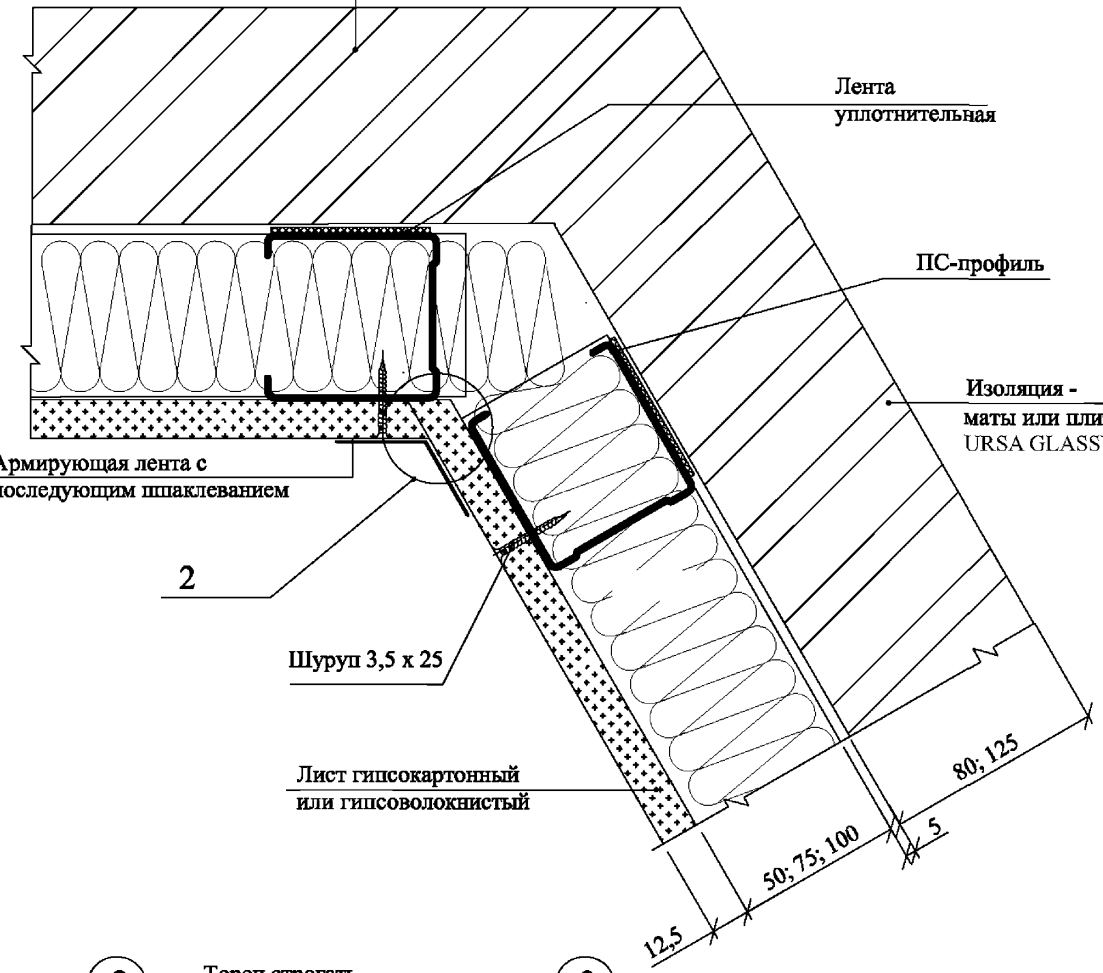 Лента
уплотнительная
ПС-профиль
Изоляция -
маты или
URSA GLASS
Армирующая лента с
последующим шпаклеванием
2
Шуруп 3,5 х 25
Лист гипсокартонный
или гипсоволокнистый
80; 125
5
50; 75; 100
12,5
Торец строгать